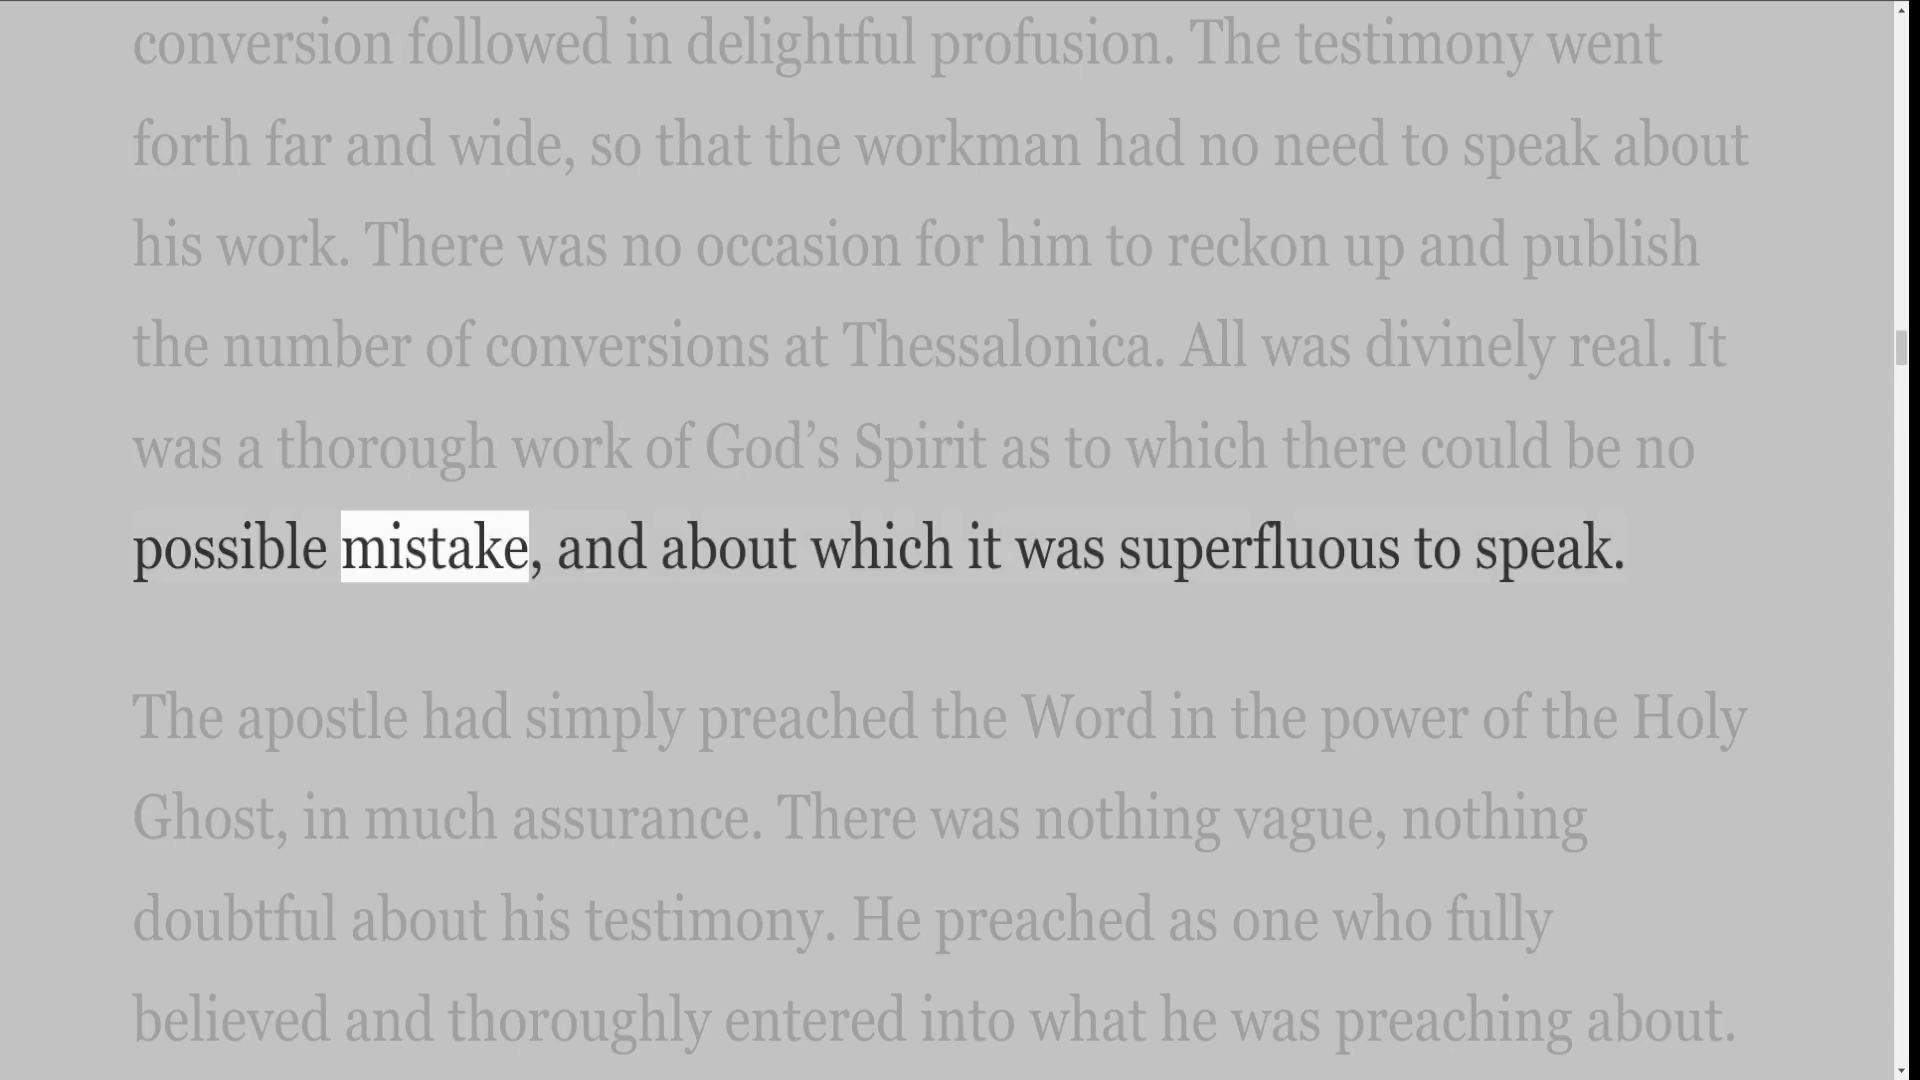 conversion followed in delightful profusion. The testimony went
forth far and wide, so that the workman had no need to speak about
his work. There was no occasion for him to reckon up and publish
the number of conversions at Thessalonica. All was divinely real. It
was a thorough work of God’s Spirit as to which there could be no
possible mistake, and about which it was superfluous to speak.
The apostle had simply preached the Word in the power of the Holy
Ghost, in much assurance. There was nothing vague, nothing
doubtful about his testimony. He preached as one who fully
believed and thoroughly entered into what he was preaching about.